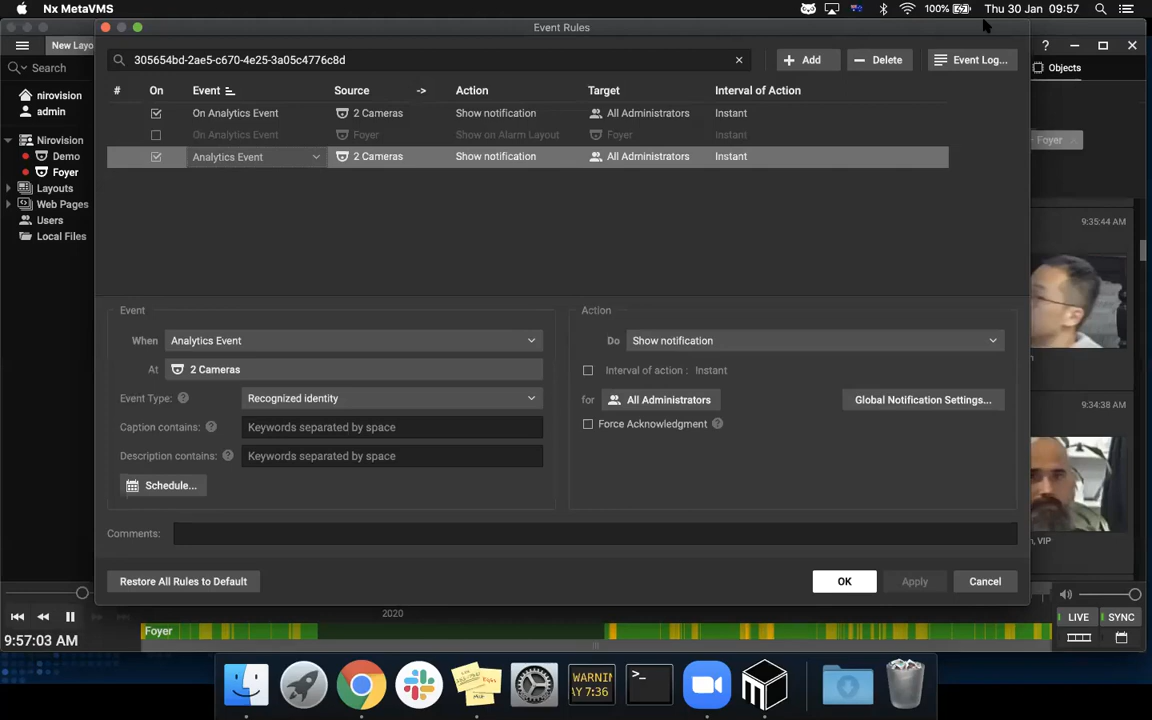 Nx MetaVMS
100%
Thu 30 Jan 09:57
Event Rules
New Layo
?
Search
305654bd-2ae5-c670-4e25-3a05c4776c8d
Add
Delete
Event Log...
Objects
# On Event Source -> Action Target Interval of Action
On Analytics Event 2 Cameras Show notification All Administrators Instant
On Analytics Event Foyer Show on Alarm Layout Foyer
Analytics Event 2 Cameras Show notification All Administrators Instant
nirovision
admin
Nirovision
Demo
Foyer
Layouts
Web Pages
Users
Local Files
Foyer
9:35:44 AM
9:34:38 AM
n, VIP
Event
When Analytics Event
At 2 Cameras
Event Type: ? Recognized identity
Caption contains: ? Keywords separated by space
Description contains: ? Keywords separated by space
Schedule...
Action
Do Show notification
Interval of action : Instant
for All Administrators
Global Notification Settings...
Force Acknowledgment ?
Comments:
Restore All Rules to Default
OK
Apply
Cancel
2020
Foyer
9:57:03 AM
LIVE
SYNC
WARNIN
AY 7:36
>_